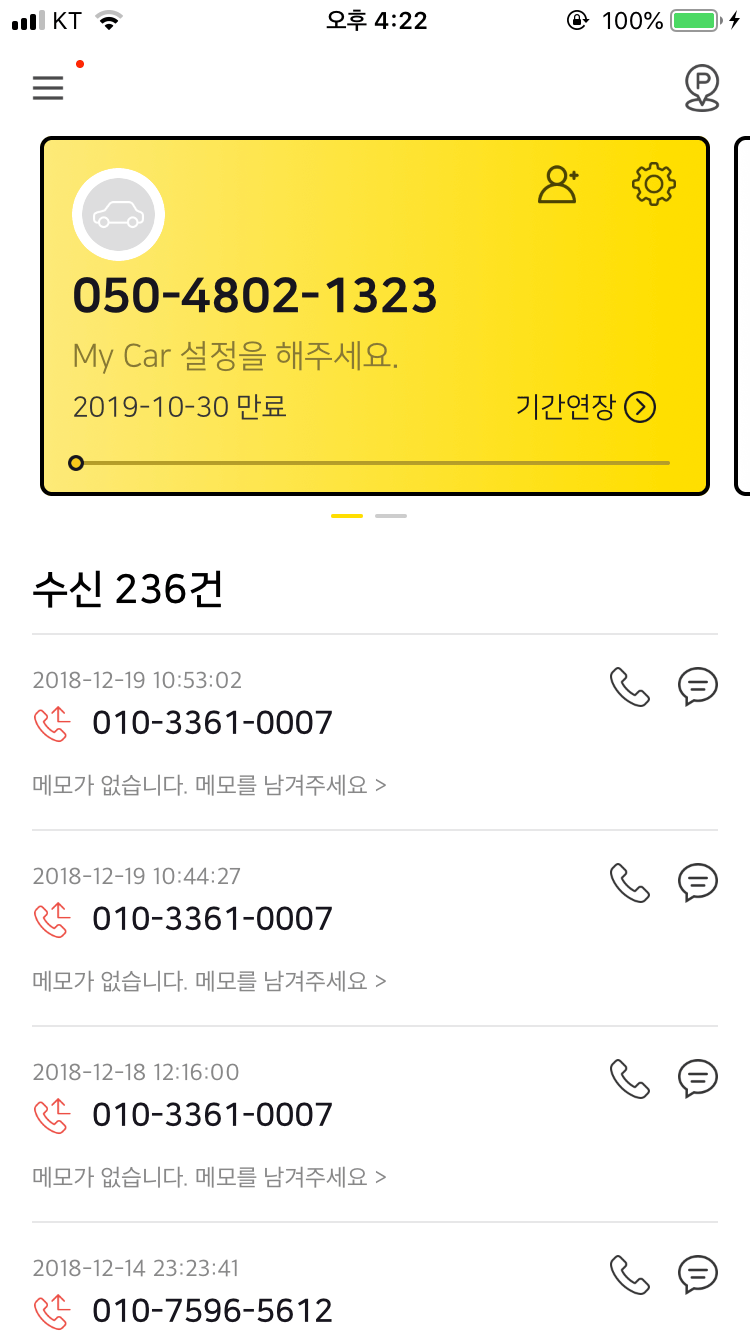 KT 오후 4:22 100%
P
050-4802-1323
My Car 설정을 해주세요.
2019-10-30 만료 기간연장
수신 236건
2018-12-19 10:53:02
010-3361-0007
메모가 없습니다. 메모를 남겨주세요 >
2018-12-19 10:44:27
010-3361-0007
메모가 없습니다. 메모를 남겨주세요 >
2018-12-18 12:16:00
010-3361-0007
메모가 없습니다. 메모를 남겨주세요 >
2018-12-14 23:23:41
010-7596-5612